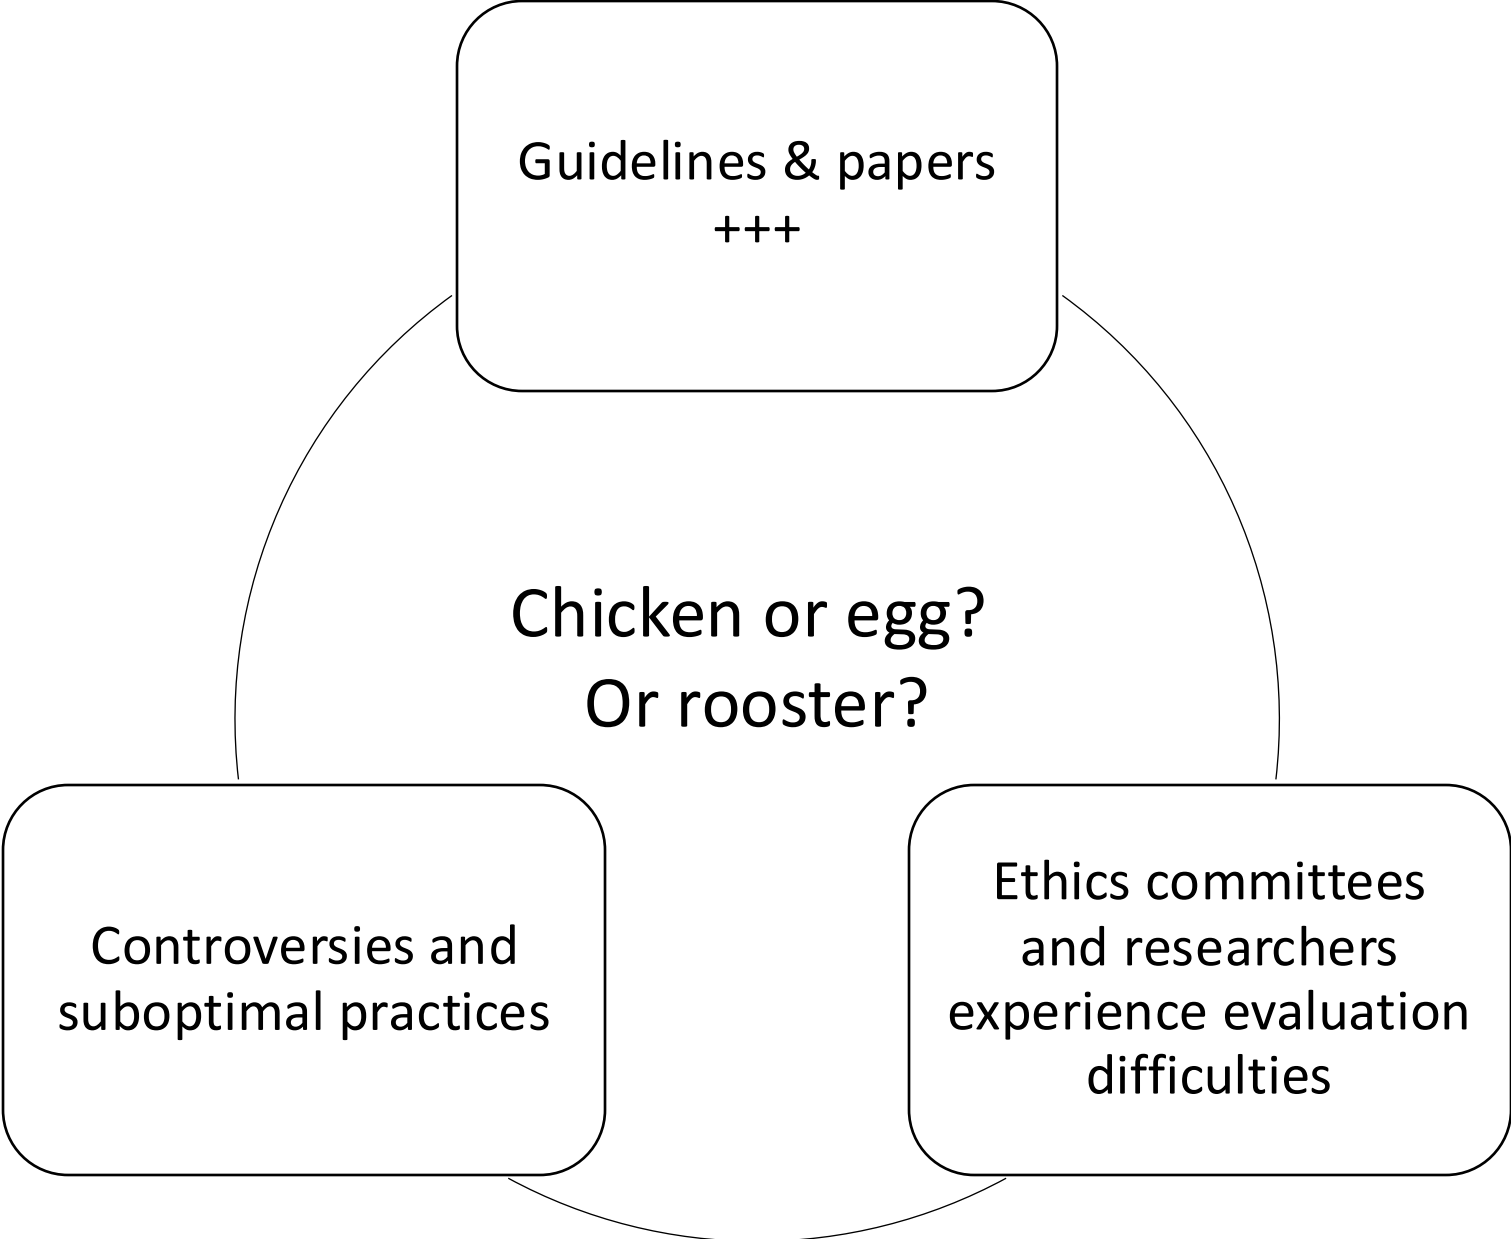 Guidelines & papers
+++
Chicken or egg?
Or rooster?
Controversies and
suboptimal practices
Ethics committees
and researchers
experience evaluation
difficulties